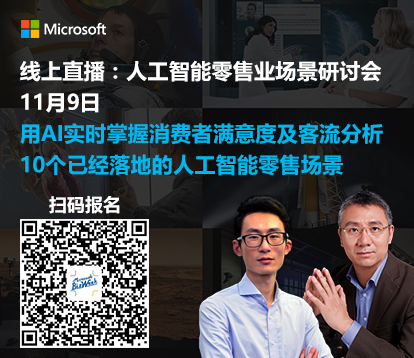 Microsoft
线上直播：人工智能零售业场景研讨会
11月9日
用AI实时掌握消费者满意度及客流分析
10个已经落地的人工智能零售场景
扫码报名